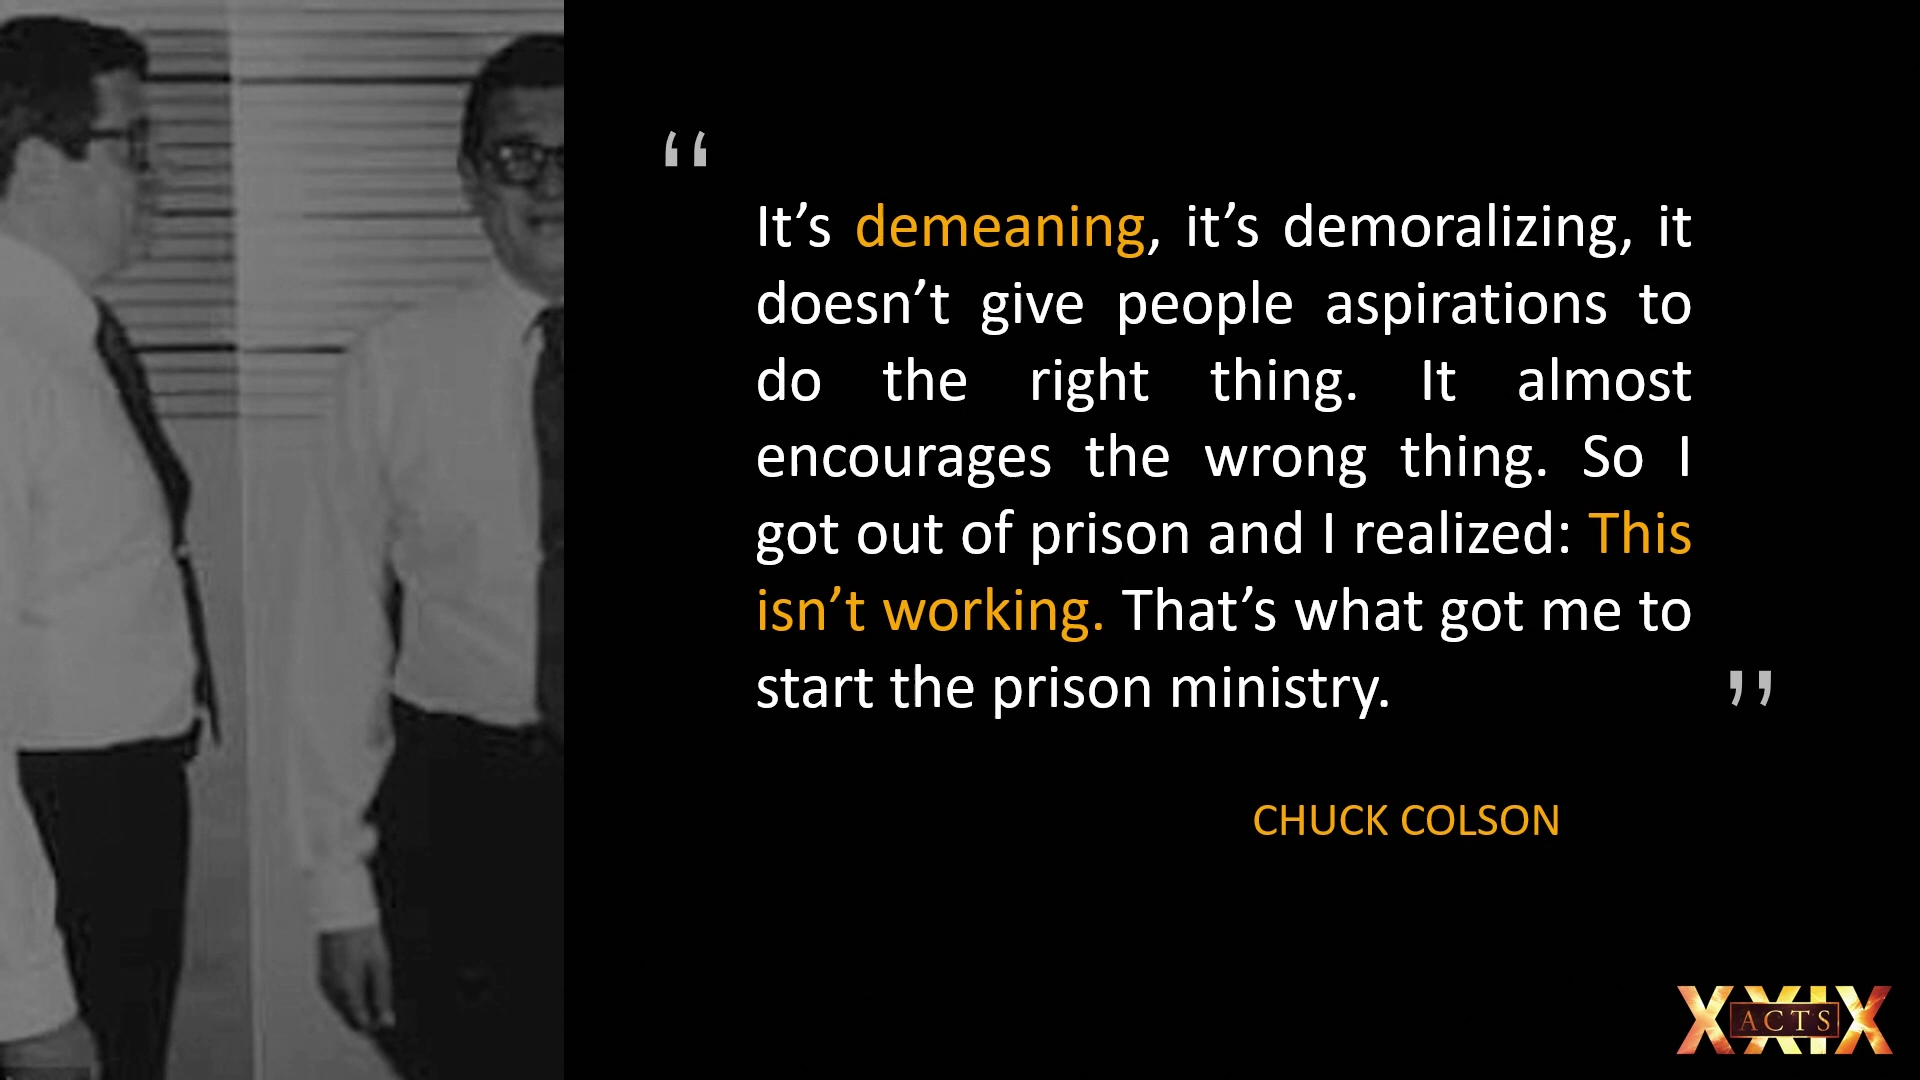 “
It’s demeaning, it’s demoralizing, it
doesn’t give people aspirations to
do the right thing. It almost
encourages the wrong thing. So I
got out of prison and I realized: This
isn’t working. That’s what got me to
start the prison ministry.
”
CHUCK COLSON
XXIX
ACTS